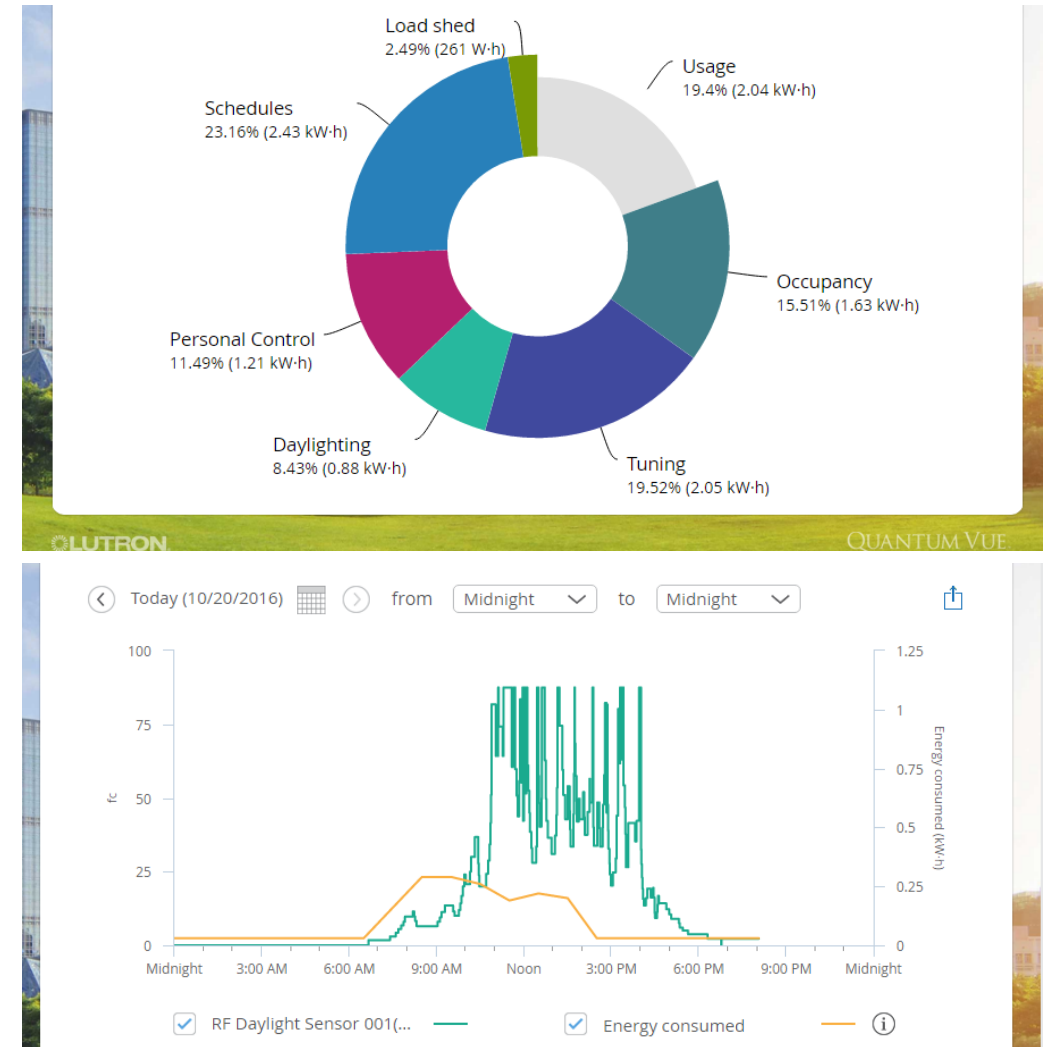 Load shed
2.49% (261 W·h)
Usage
19.4% (2.04 kW·h)
Schedules
23.16% (2.43 kW·h)
Occupancy
15.51% (1.63 kW·h)
Personal Control
11.49% (1.21 kW·h)
Daylighting
8.43% (0.88 kW·h)
Tuning
19.52% (2.05 kW·h)
LUTRON
QUANTUM VUE
Today (10/20/2016) from Midnight to Midnight
100 1.25
1
75
0.75
fc 50 Energy consumed (kW·h)
0.5
25
0.25
0 0
Midnight 3:00 AM 6:00 AM 9:00 AM Noon 3:00 PM 6:00 PM 9:00 PM Midnight
RF Daylight Sensor 001(... Energy consumed i